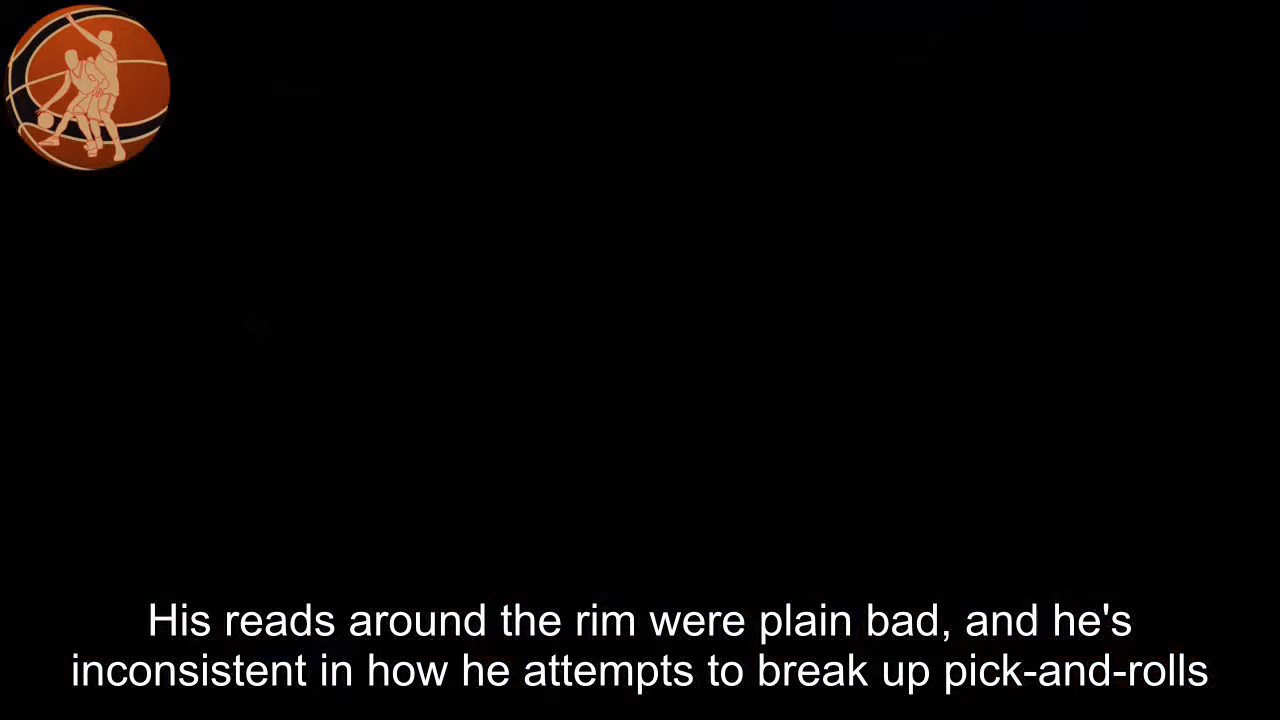 His reads around the rim were plain bad, and he's
inconsistent in how he attempts to break up pick-and-rolls